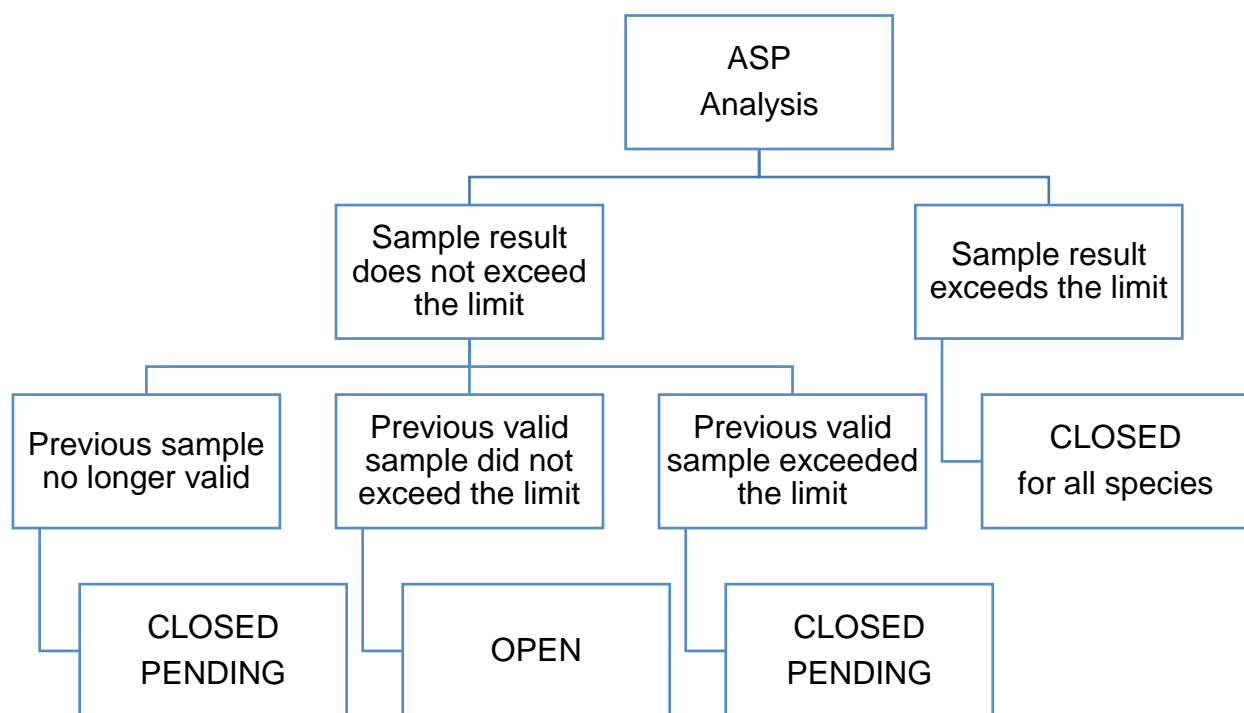 ASP
Analysis
Sample result
does not exceed
the limit
Sample result
exceeds the limit
Previous sample
no longer valid
Previous valid
sample did not
exceed the limit
Previous valid
sample exceeded
the limit
CLOSED
for all species
CLOSED
PENDING
OPEN
CLOSED
PENDING